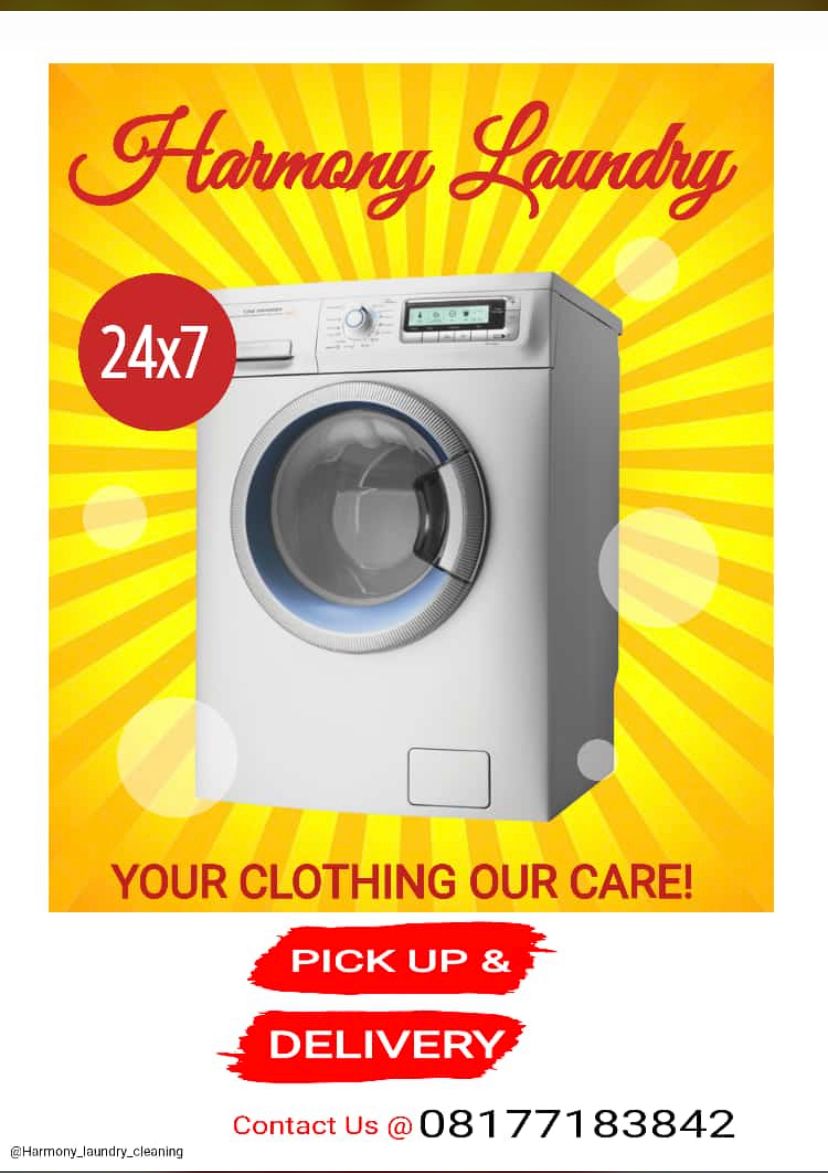 Harmony Laundry
24x7
YOUR CLOTHING OUR CARE!
PICK UP &
DELIVERY
Contact Us @ 08177183842
@Harmony_laundry_cleaning